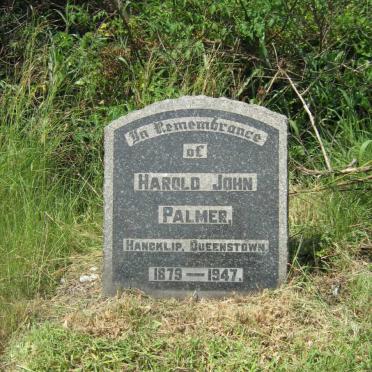 In Remembrance
of
HAROLD JOHN
PALMER.
HANGKLIP, QUEENSTOWN.
1879 — 1947.